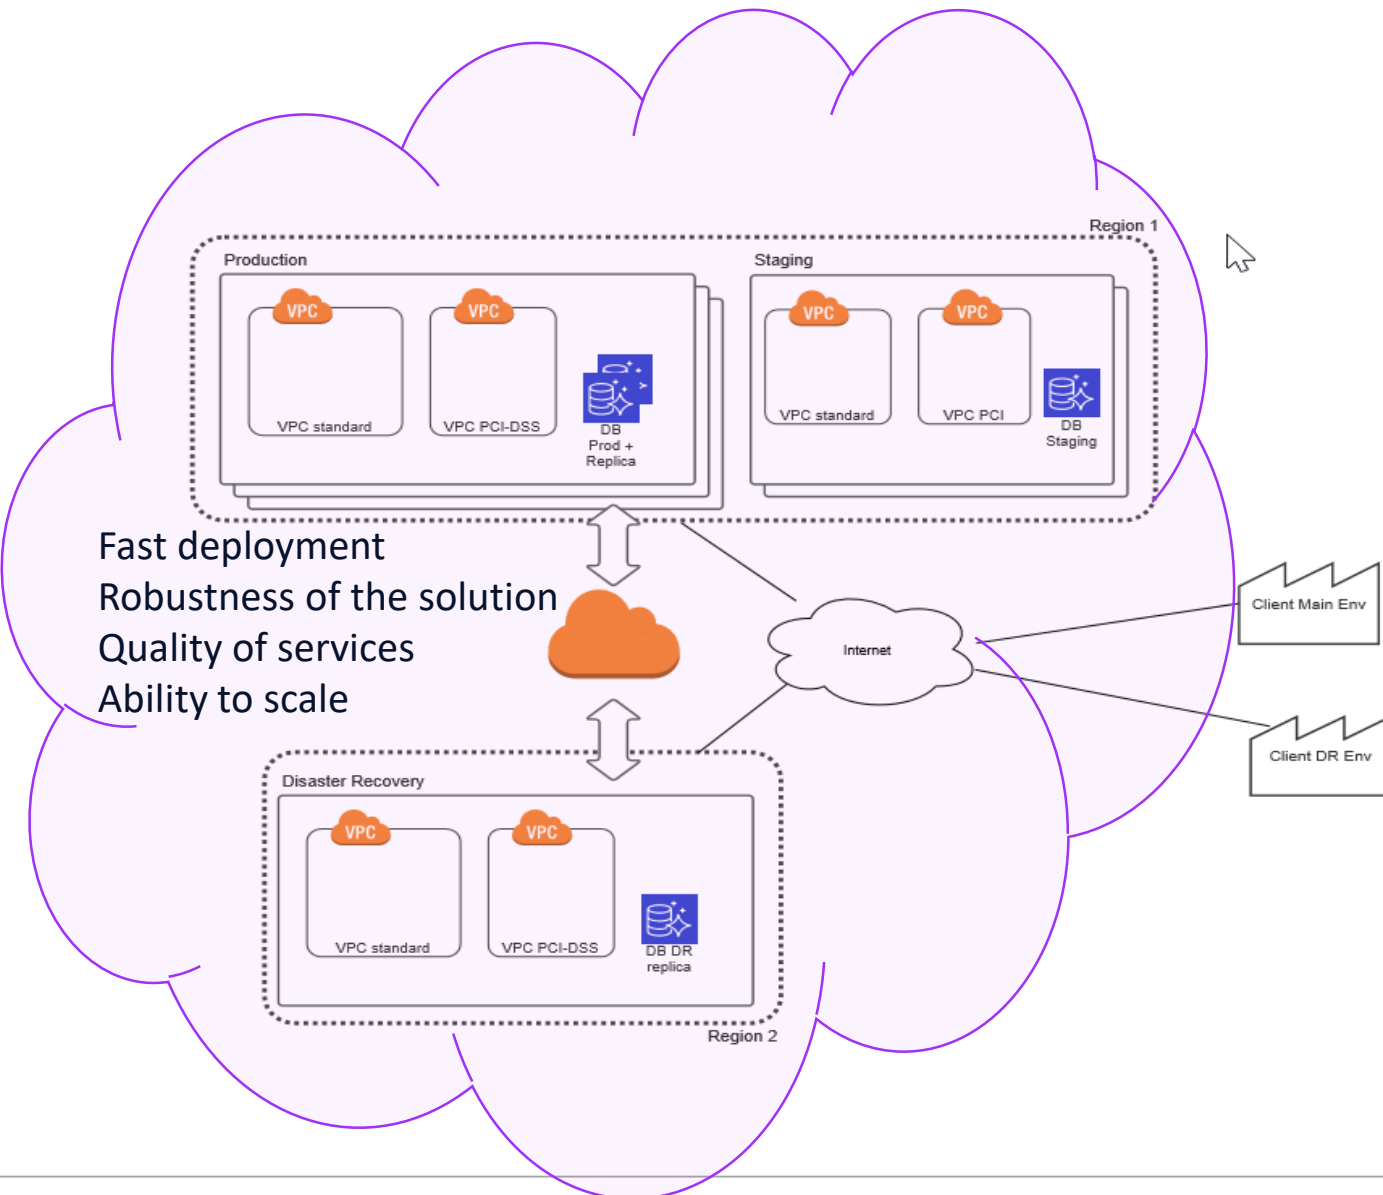 Region 1
Production
Staging
VPC
VPC
VPC
VPC
VPC standard
VPC PCI-DSS
DB
Prod +
Replica
VPC standard
VPC PCI
DB
Staging
Fast deployment
Robustness of the solution
Quality of services
Ability to scale
Internet
Client Main Env
Client DR Env
Disaster Recovery
VPC
VPC
VPC standard
VPC PCI-DSS
DB DR
replica
Region 2